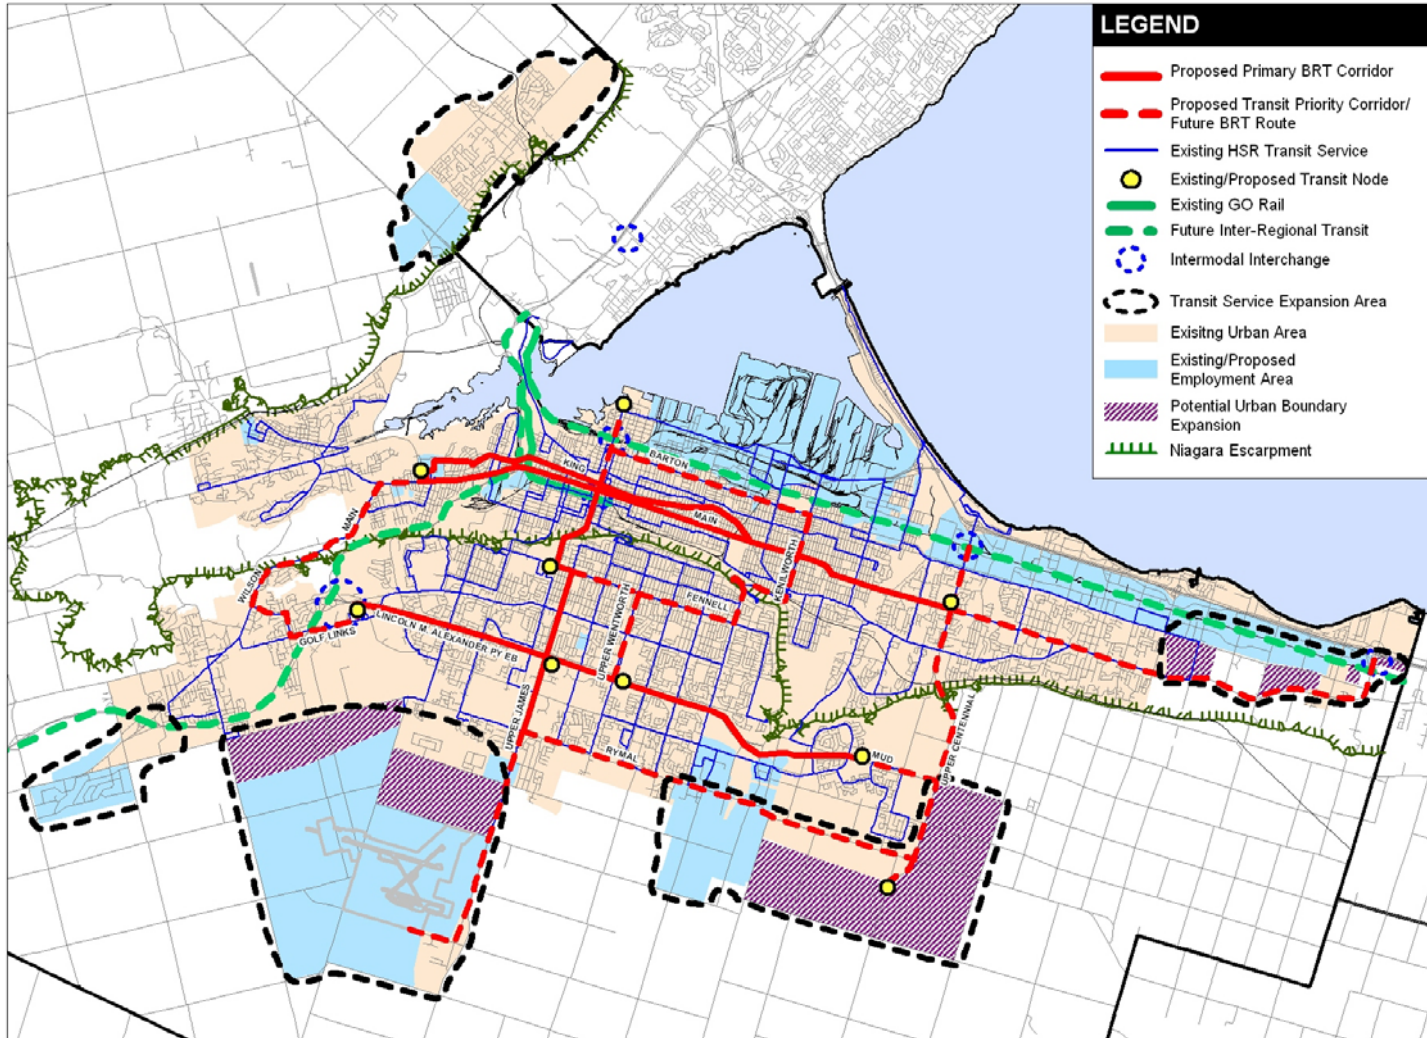 LEGEND
Proposed Primary BRT Corridor
Proposed Transit Priority Corridor/
Future BRT Route
Existing HSR Transit Service
Existing/Proposed Transit Node
Existing GO Rail
Future Inter-Regional Transit
Intermodal Interchange
Transit Service Expansion Area
Exisitng Urban Area
Existing/Proposed
Employment Area
Potential Urban Boundary
Expansion
Niagara Escarpment
KING
BARTON
MAIN
MAIN
KENILWORTH
WILSON
GOLF LINKS
LINCOLN M. ALEXANDER PY EB
UPPER WENTWORTH
FENNELL
UPPER JAMES
RYMAL
MUD
UPPER CENTENNIAL